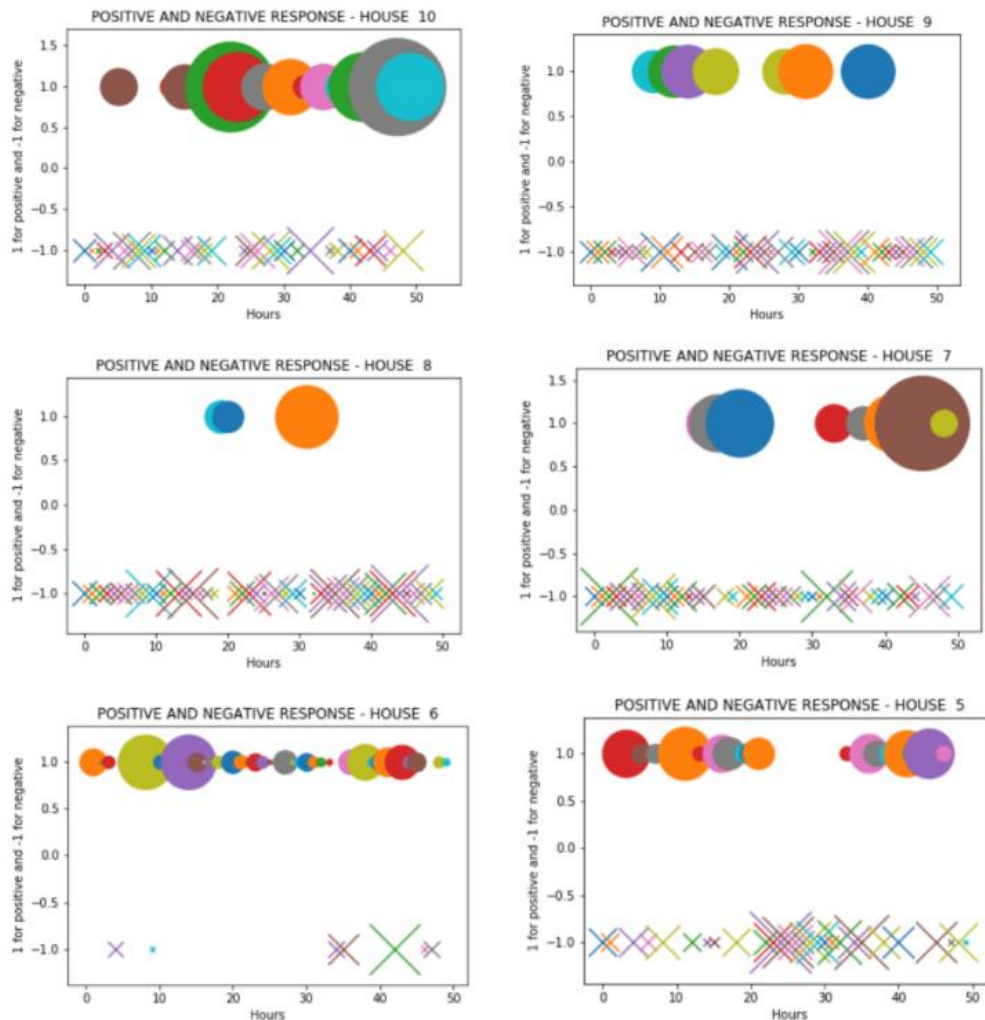 POSITIVE AND NEGATIVE RESPONSE - HOUSE 10
1 for positive and -1 for negative
1.5
1.0
0.5
0.0
−0.5
−1.0
0 10 20 30 40 50
Hours
POSITIVE AND NEGATIVE RESPONSE - HOUSE 9
1 for positive and -1 for negative
1.0
0.5
0.0
−0.5
−1.0
0 10 20 30 40 50
Hours
POSITIVE AND NEGATIVE RESPONSE - HOUSE 8
1 for positive and -1 for negative
1.0
0.5
0.0
−0.5
−1.0
0 10 20 30 40 50
Hours
POSITIVE AND NEGATIVE RESPONSE - HOUSE 7
1 for positive and -1 for negative
1.5
1.0
0.5
0.0
−0.5
−1.0
0 10 20 30 40 50
Hours
POSITIVE AND NEGATIVE RESPONSE - HOUSE 6
1 for positive and -1 for negative
1.0
0.5
0.0
−0.5
−1.0
0 10 20 30 40 50
Hours
POSITIVE AND NEGATIVE RESPONSE - HOUSE 5
1 for positive and -1 for negative
1.0
0.5
0.0
−0.5
−1.0
0 10 20 30 40 50
Hours